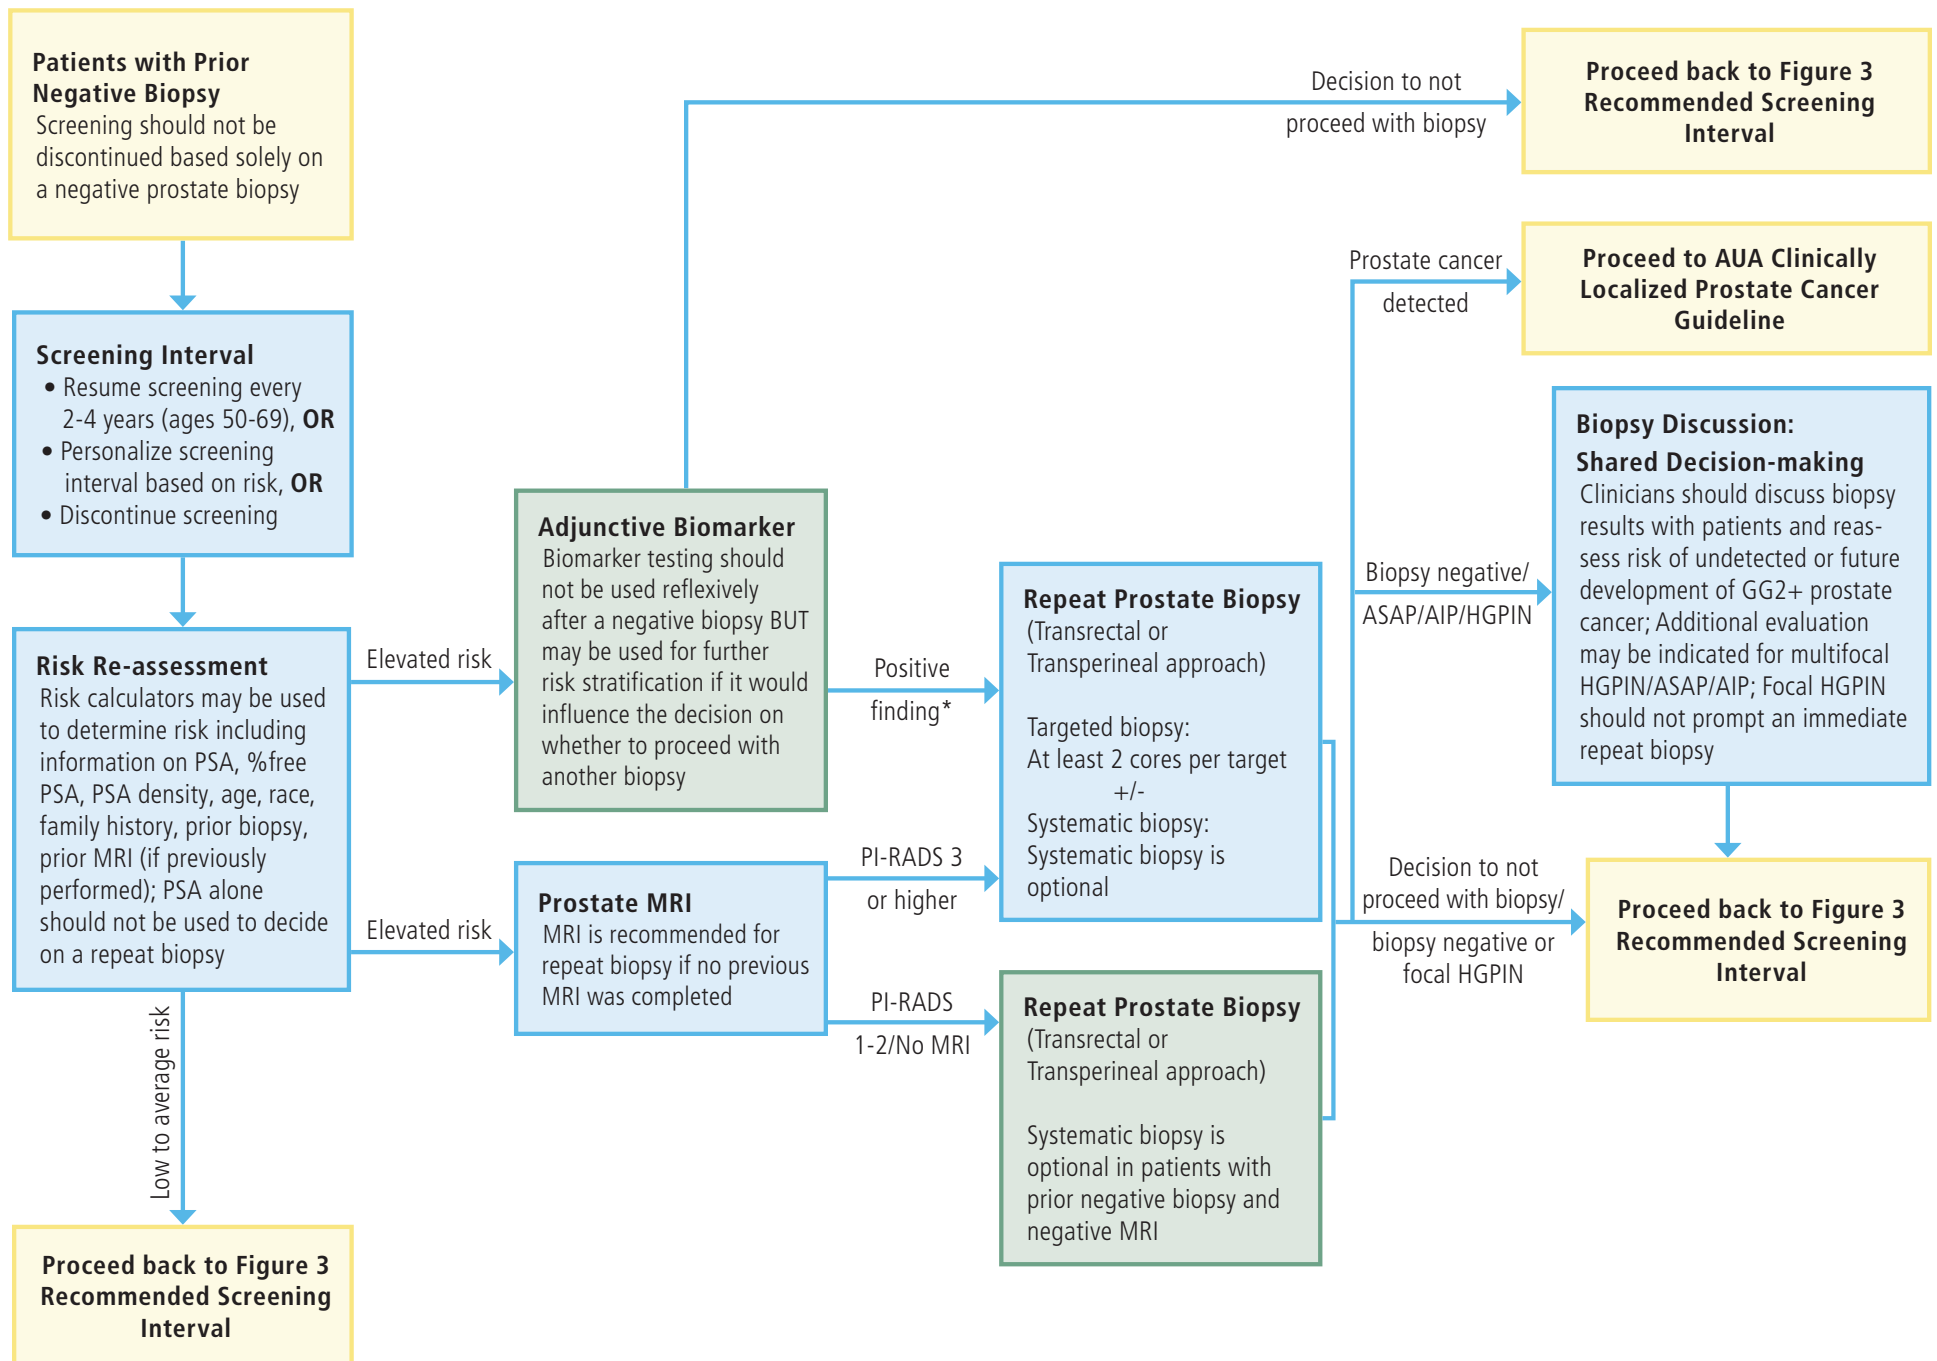 Patients with Prior
Negative Biopsy
Screening should not be
discontinued based solely on
a negative prostate biopsy
Screening Interval
• Resume screening every
2-4 years (ages 50-69), OR
• Personalize screening
interval based on risk, OR
• Discontinue screening
Risk Re-assessment
Risk calculators may be used
to determine risk including
information on PSA, %free
PSA, PSA density, age, race,
family history, prior biopsy,
prior MRI (if previously
performed); PSA alone
should not be used to decide
on a repeat biopsy
Low to average risk
Proceed back to Figure 3
Recommended Screening
Interval
Elevated risk
Adjunctive Biomarker
Biomarker testing should
not be used reflexively
after a negative biopsy BUT
may be used for further
risk stratification if it would
influence the decision on
whether to proceed with
another biopsy
Elevated risk
Prostate MRI
MRI is recommended for
repeat biopsy if no previous
MRI was completed
Decision to not
proceed with biopsy
Proceed back to Figure 3
Recommended Screening
Interval
Positive
finding*
PI-RADS 3
or higher
Repeat Prostate Biopsy
(Transrectal or
Transperineal approach)
Targeted biopsy:
At least 2 cores per target
+/-
Systematic biopsy:
Systematic biopsy is
optional
PI-RADS
1-2/No MRI
Repeat Prostate Biopsy
(Transrectal or
Transperineal approach)
Systematic biopsy is
optional in patients with
prior negative biopsy and
negative MRI
Prostate cancer
detected
Proceed to AUA Clinically
Localized Prostate Cancer
Guideline
Biopsy negative/
ASAP/AIP/HGPIN
Biopsy Discussion:
Shared Decision-making
Clinicians should discuss biopsy
results with patients and reas-
sess risk of undetected or future
development of GG2+ prostate
cancer; Additional evaluation
may be indicated for multifocal
HGPIN/ASAP/AIP; Focal HGPIN
should not prompt an immediate
repeat biopsy
Decision to not
proceed with biopsy/
biopsy negative or
focal HGPIN
Proceed back to Figure 3
Recommended Screening
Interval